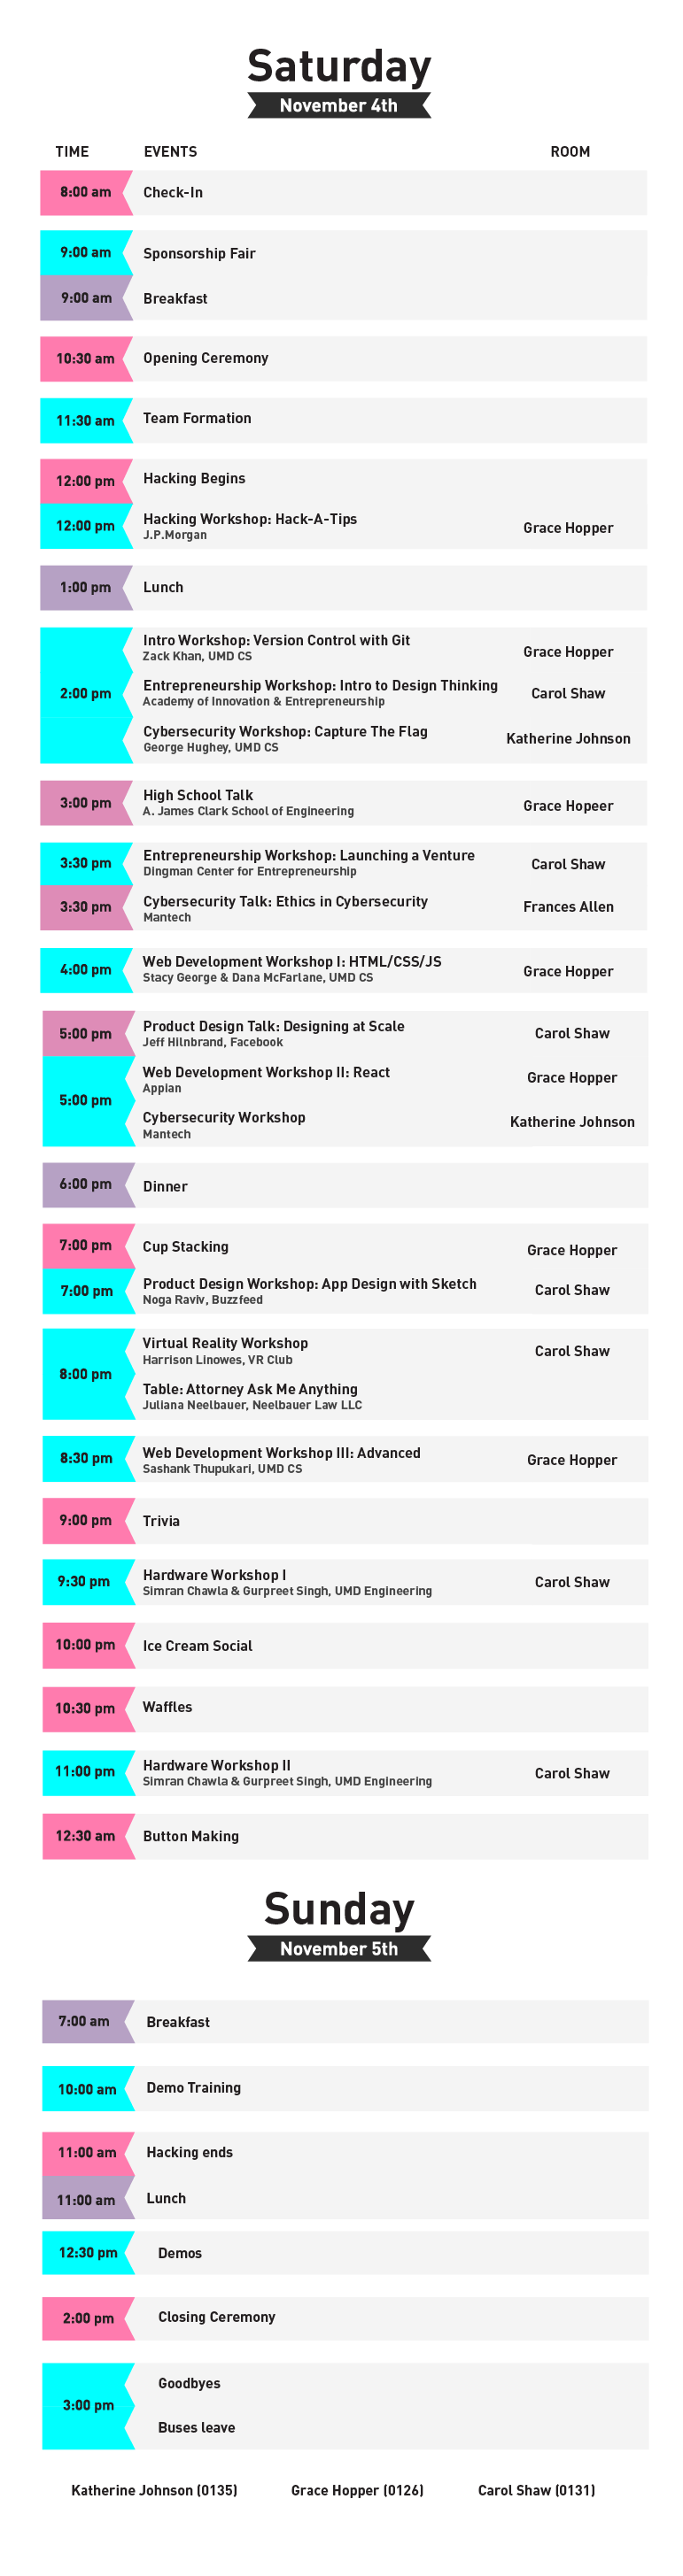 Saturday
November 4th
TIME EVENTS ROOM
8:00 am Check-In
9:00 am Sponsorship Fair
9:00 am Breakfast
10:30 am Opening Ceremony
11:30 am Team Formation
12:00 pm Hacking Begins
12:00 pm Hacking Workshop: Hack-A-Tips Grace Hopper
J.P.Morgan
1:00 pm Lunch
Intro Workshop: Version Control with Git Grace Hopper
Zack Khan, UMD CS
2:00 pm Entrepreneurship Workshop: Intro to Design Thinking Carol Shaw
Academy of Innovation & Entrepreneurship
Cybersecurity Workshop: Capture The Flag Katherine Johnson
George Hughey, UMD CS
3:00 pm High School Talk Grace Hopeer
A. James Clark School of Engineering
3:30 pm Entrepreneurship Workshop: Launching a Venture Carol Shaw
Dingman Center for Entrepreneurship
3:30 pm Cybersecurity Talk: Ethics in Cybersecurity Frances Allen
Mantech
4:00 pm Web Development Workshop I: HTML/CSS/JS Grace Hopper
Stacy George & Dana McFarlane, UMD CS
5:00 pm Product Design Talk: Designing at Scale Carol Shaw
Jeff Hilnbrand, Facebook
5:00 pm Web Development Workshop II: React Grace Hopper
Appian
Cybersecurity Workshop Katherine Johnson
Mantech
6:00 pm Dinner
7:00 pm Cup Stacking Grace Hopper
7:00 pm Product Design Workshop: App Design with Sketch Carol Shaw
Noga Raviv, Buzzfeed
8:00 pm Virtual Reality Workshop Carol Shaw
Harrison Linowes, VR Club
Table: Attorney Ask Me Anything
Juliana Neelbauer, Neelbauer Law LLC
8:30 pm Web Development Workshop III: Advanced Grace Hopper
Sashank Thupukari, UMD CS
9:00 pm Trivia
9:30 pm Hardware Workshop I Carol Shaw
Simran Chawla & Gurpreet Singh, UMD Engineering
10:00 pm Ice Cream Social
10:30 pm Waffles
11:00 pm Hardware Workshop II Carol Shaw
Simran Chawla & Gurpreet Singh, UMD Engineering
12:30 am Button Making
Sunday
November 5th
7:00 am Breakfast
10:00 am Demo Training
11:00 am Hacking ends
11:00 am Lunch
12:30 pm Demos
2:00 pm Closing Ceremony
3:00 pm Goodbyes
Buses leave
Katherine Johnson (0135) Grace Hopper (0126) Carol Shaw (0131)